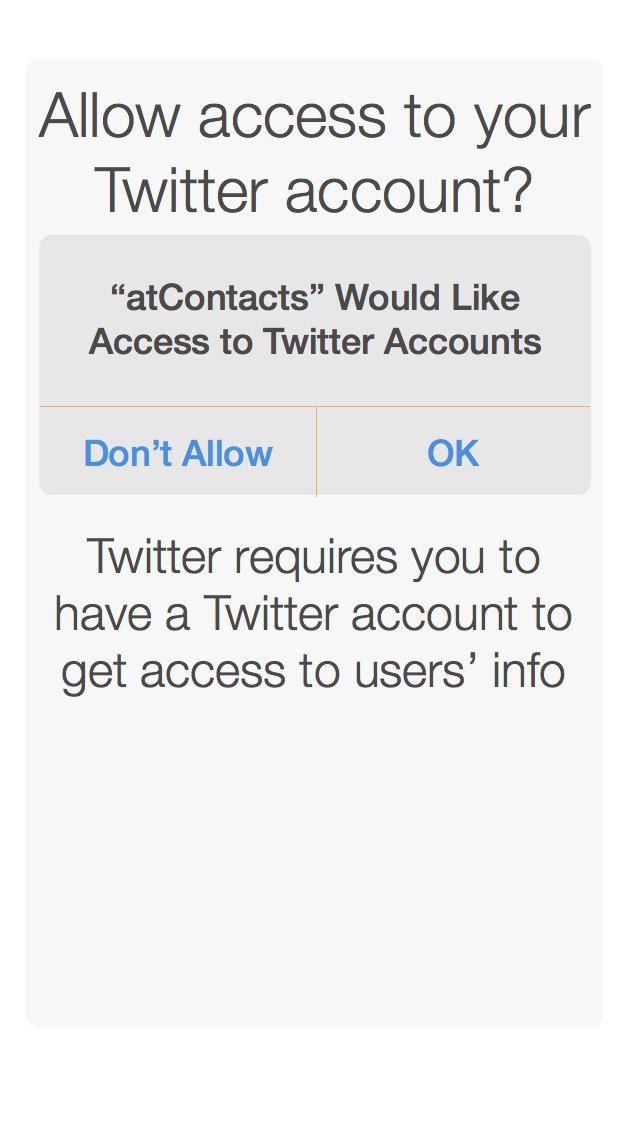 Allow access to your
Twitter account?
“atContacts” Would Like
Access to Twitter Accounts
Don’t Allow
OK
Twitter requires you to
have a Twitter account to
get access to users’ info